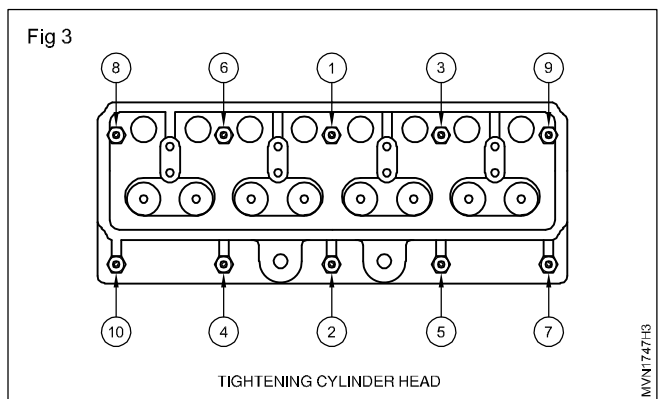 Fig 3
8 6 1 3 9
10 4 2 5 7
TIGHTENING CYLINDER HEAD
MVN1747H3